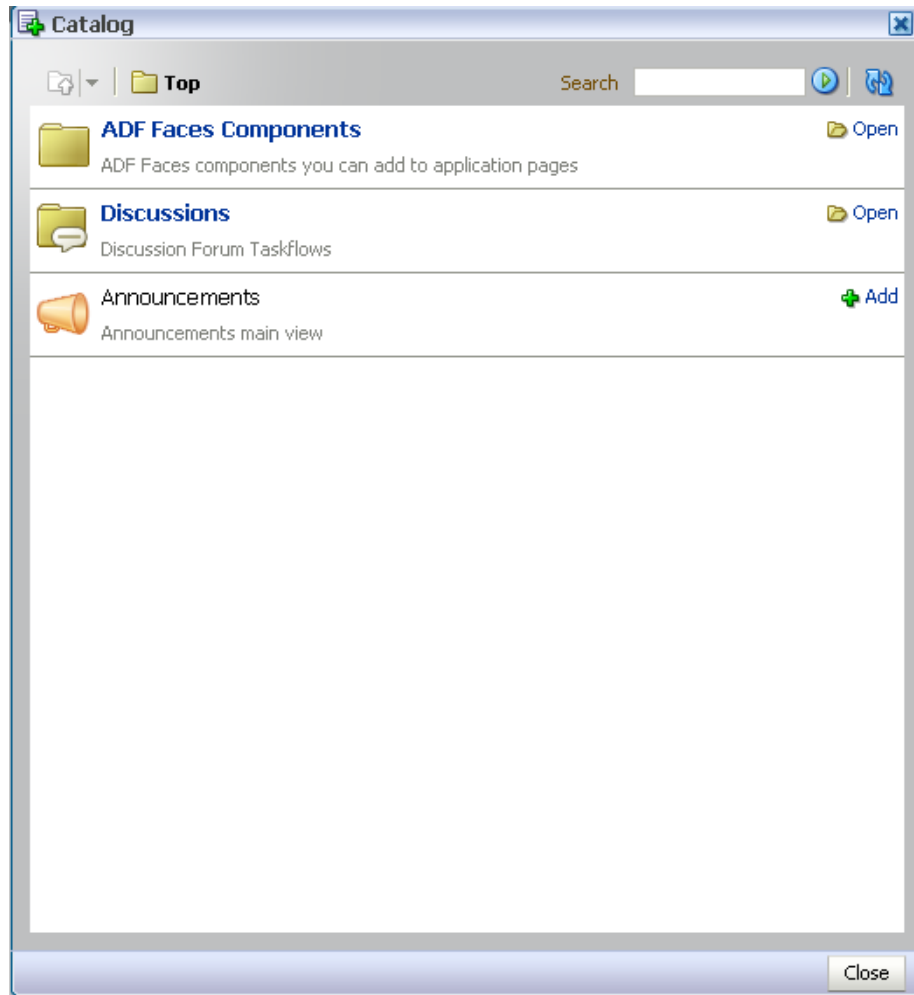 Catalog
Top Search
ADF Faces Components Open
ADF Faces components you can add to application pages
Discussions Open
Discussion Forum Taskflows
Announcements Add
Announcements main view
Close